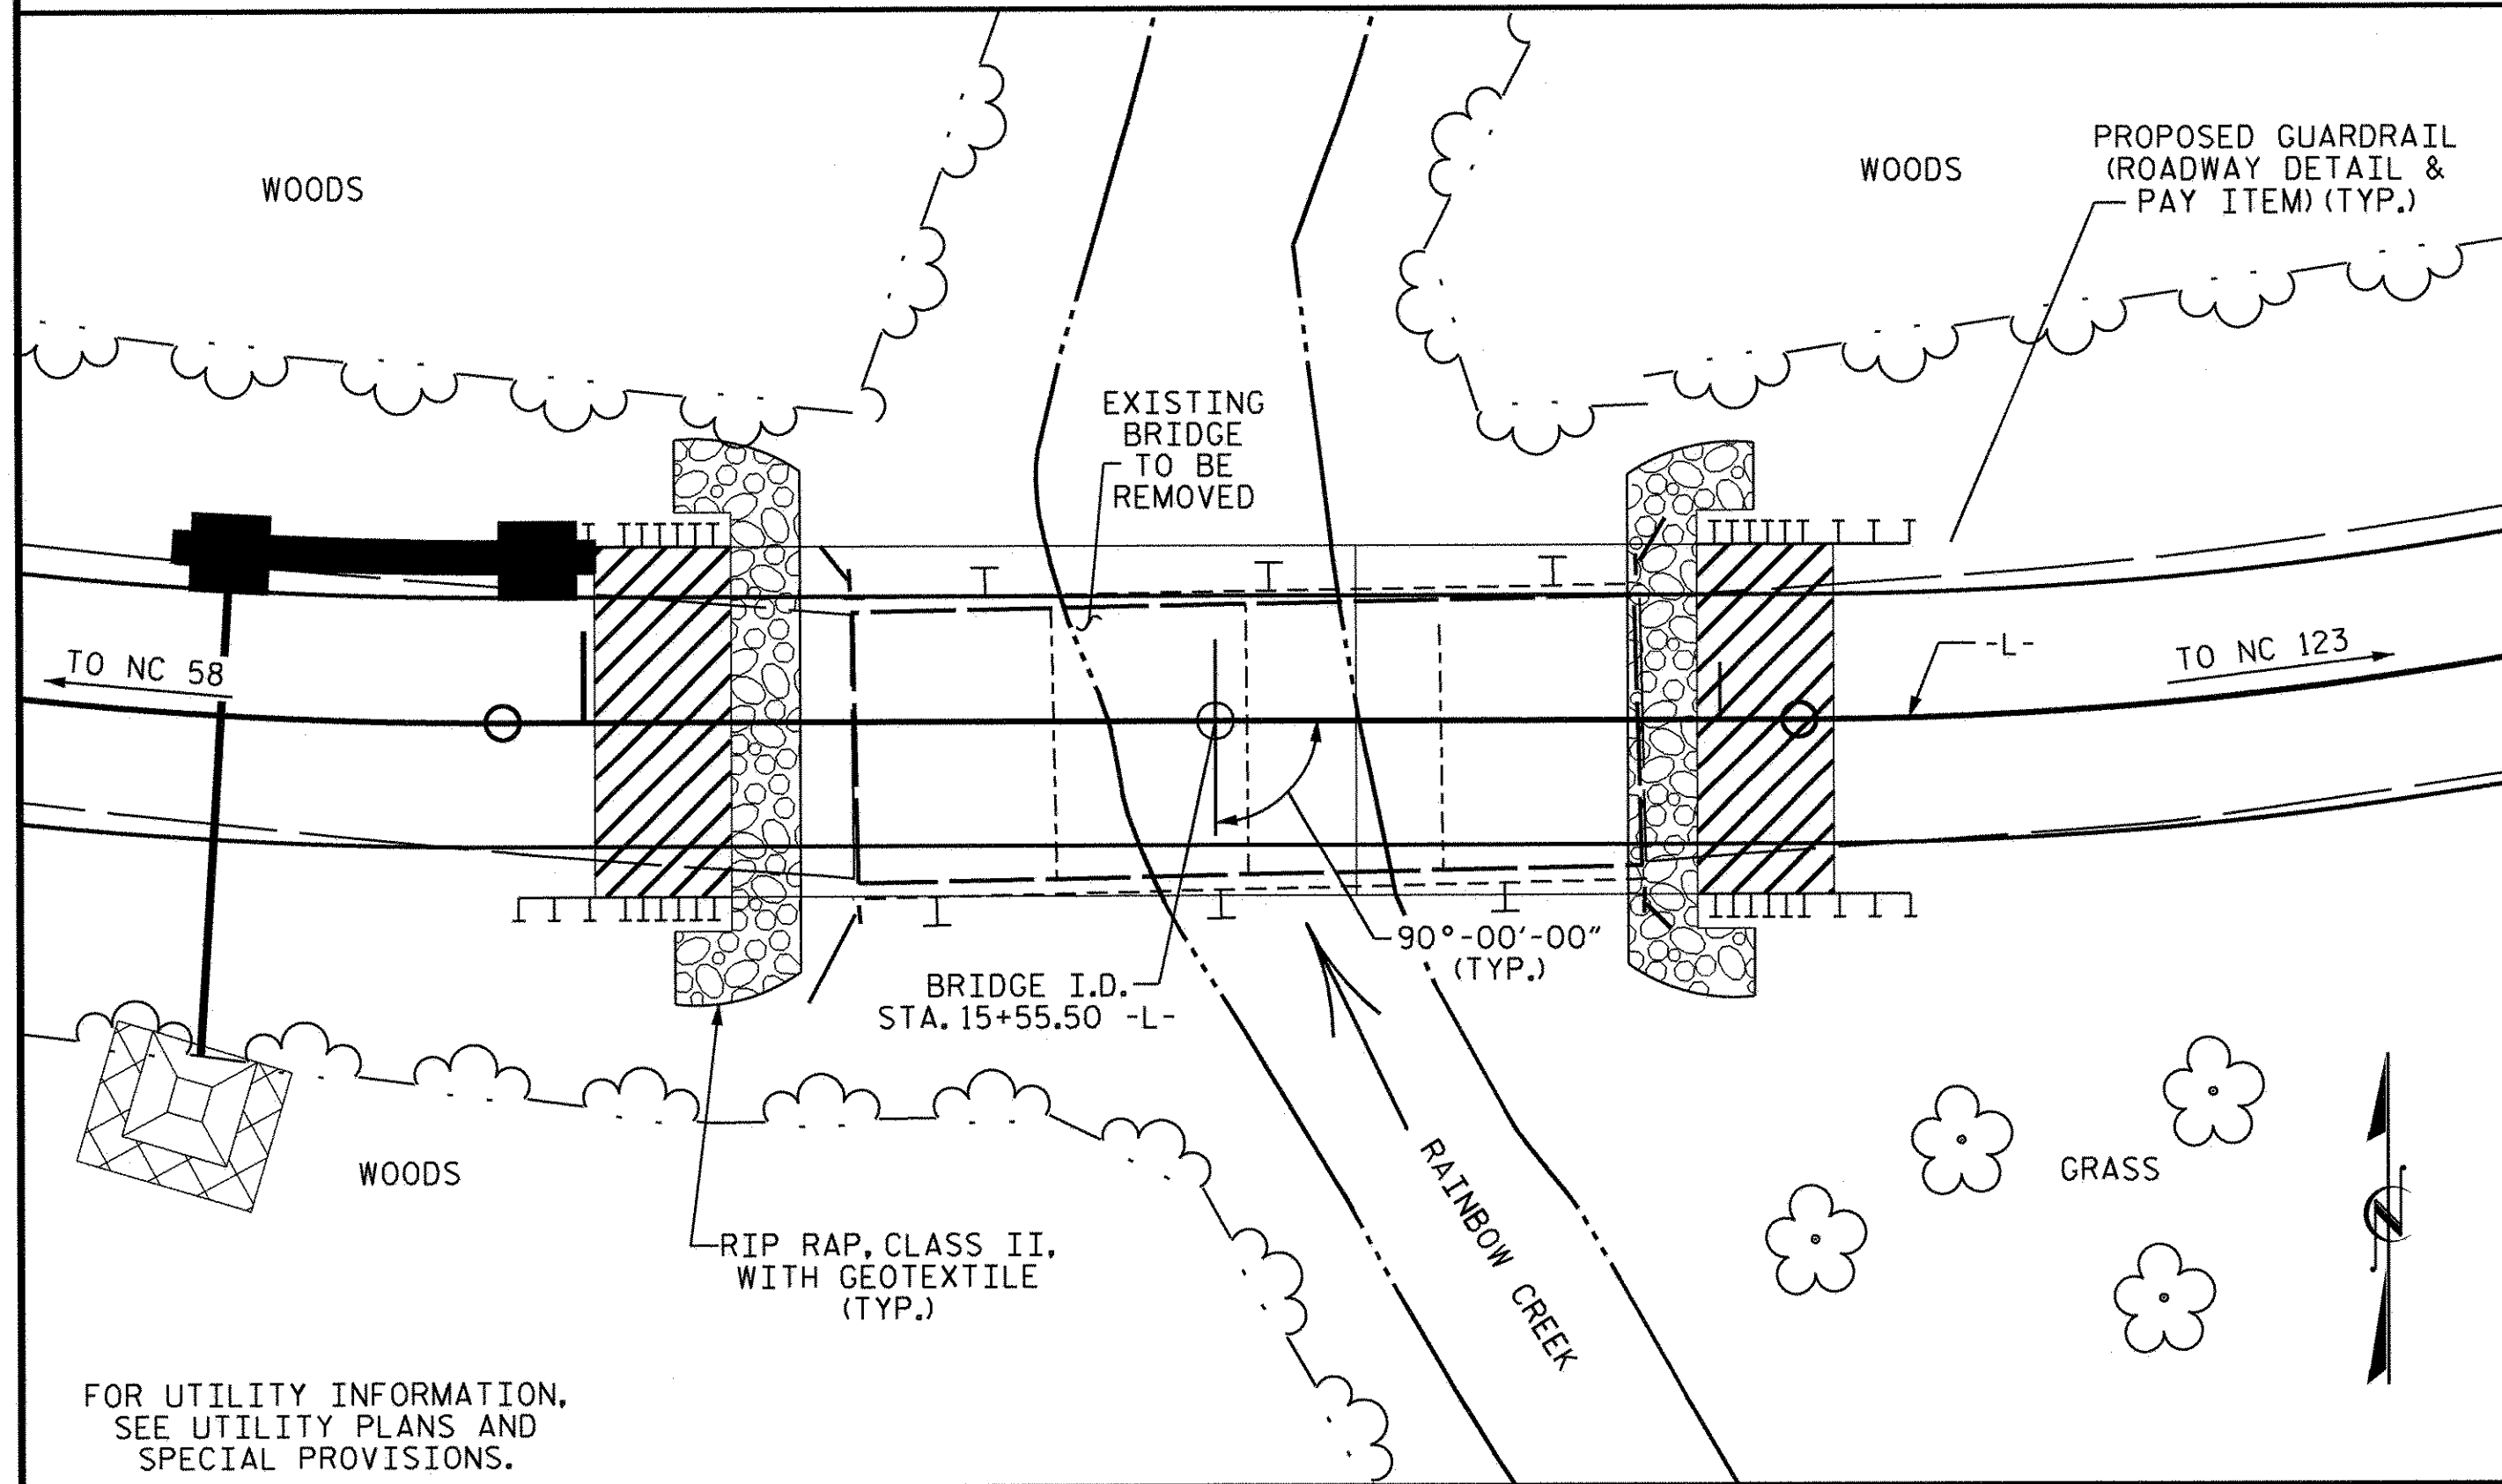 WOODS
WOODS
PROPOSED GUARDRAIL
(ROADWAY DETAIL &
PAY ITEM) (TYP.)
EXISTING
BRIDGE
TO BE
REMOVED
TO NC 58
-L-
TO NC 123
90°-00'-00"
(TYP.)
BRIDGE I.D.
STA. 15+55.50 -L-
WOODS
RAINBOW CREEK
GRASS
N
RIP RAP, CLASS II,
WITH GEOTEXTILE
(TYP.)
FOR UTILITY INFORMATION,
SEE UTILITY PLANS AND
SPECIAL PROVISIONS.